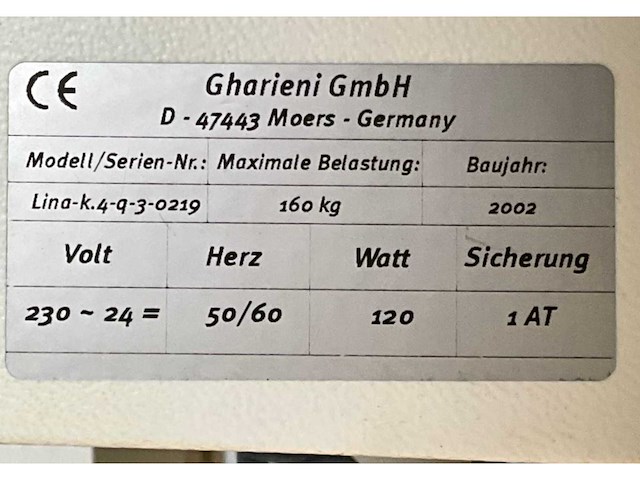 CE Gharieni GmbH
D - 47443 Moers - Germany
Modell/Serien-Nr.: Maximale Belastung: Baujahr:
Lina-k.4-q-3-0219 160 kg 2002
Volt Herz Watt Sicherung
230 ~ 24 = 50/60 120 1 AT